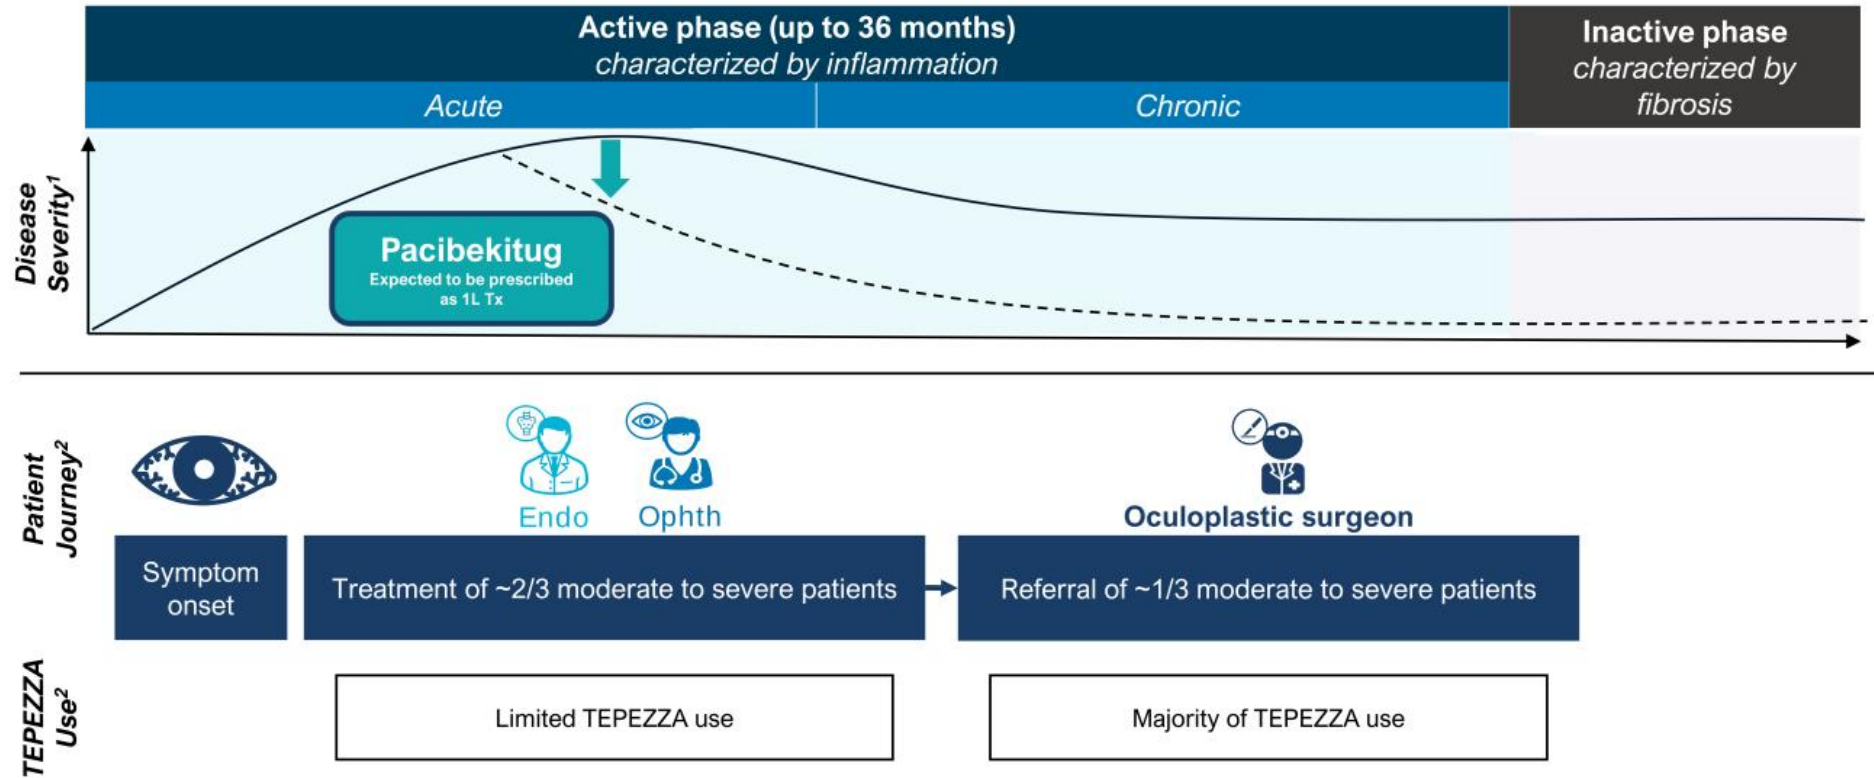 Active phase (up to 36 months)
characterized by inflammation
Inactive phase
characterized by
fibrosis
Acute
Chronic
Disease
Severity1
Pacibekitug
Expected to be prescribed
as 1L Tx
Patient
Journey2
Endo
Ophth
Oculoplastic surgeon
Symptom
onset
Treatment of ~2/3 moderate to severe patients
Referral of ~1/3 moderate to severe patients
TEPEZZA
Use2
Limited TEPEZZA use
Majority of TEPEZZA use